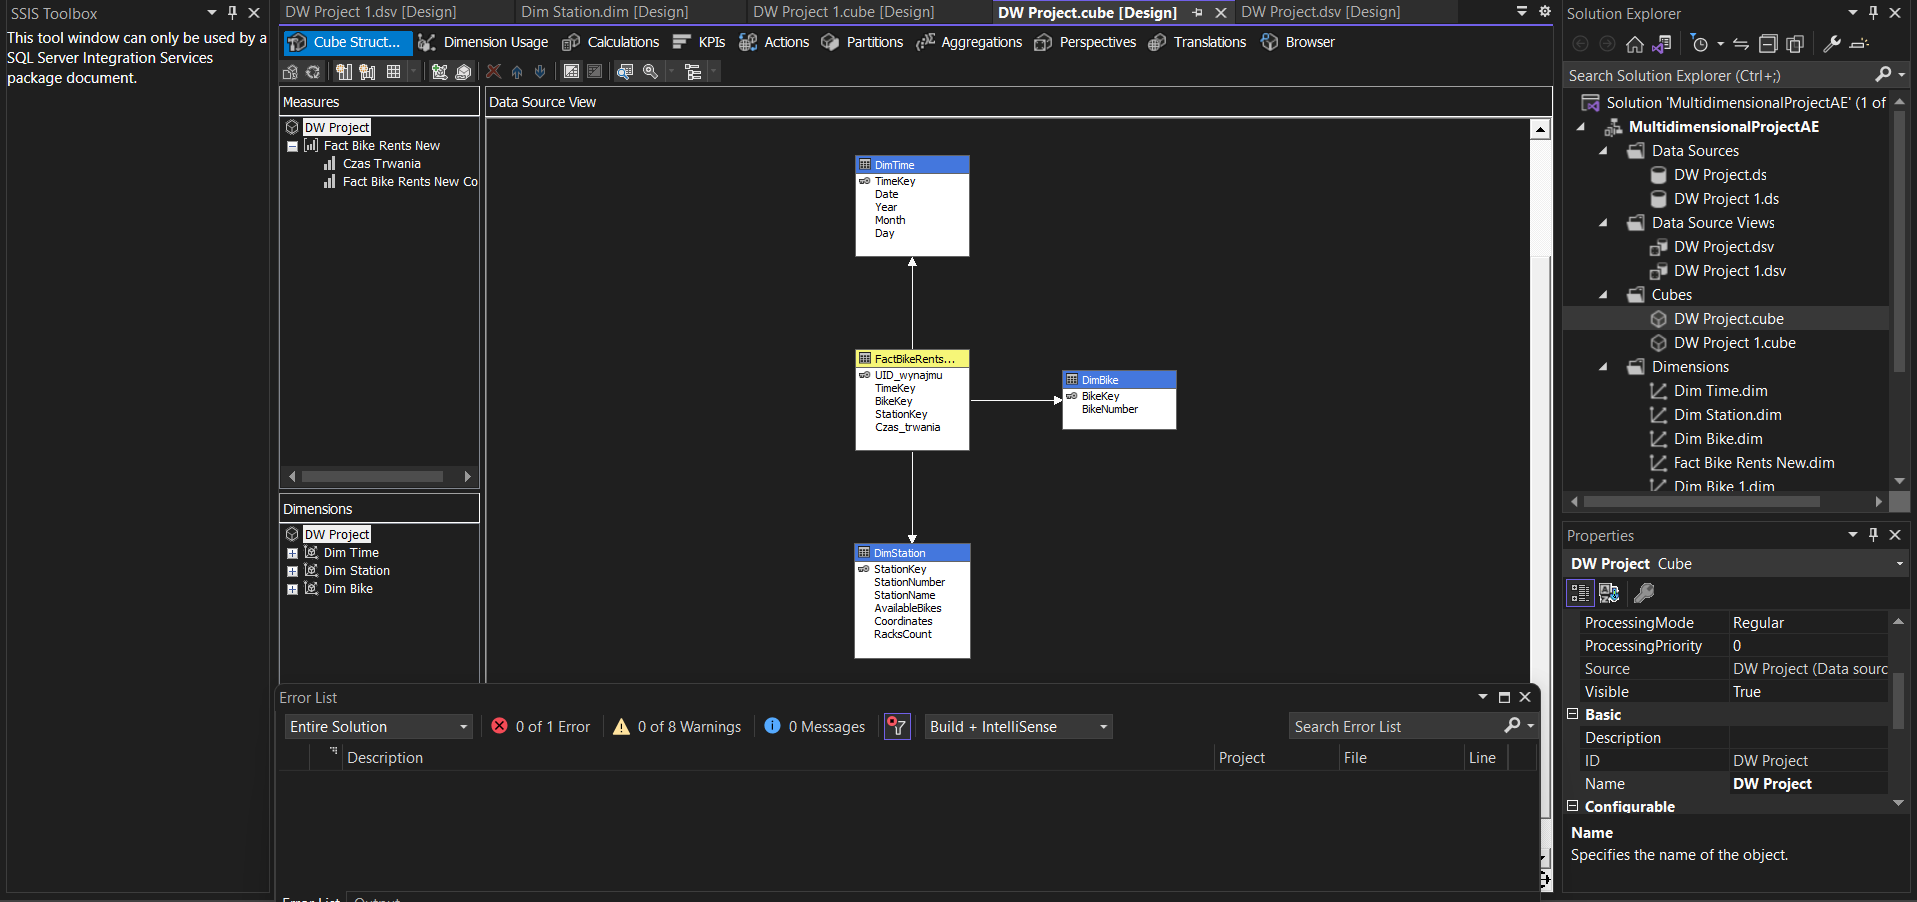 SSIS Toolbox
This tool window can only be used by a
SQL Server Integration Services
package document.
DW Project 1.dsv [Design]
Dim Station.dim [Design]
DW Project 1.cube [Design]
DW Project.cube [Design]
DW Project.dsv [Design]
Cube Struct...
Dimension Usage
Calculations
KPIs
Actions
Partitions
Aggregations
Perspectives
Translations
Browser
Measures
DW Project
Fact Bike Rents New
Czas Trwania
Fact Bike Rents New Co
Dimensions
DW Project
Dim Time
Dim Station
Dim Bike
Data Source View
DimTime
TimeKey
Date
Year
Month
Day
FactBikeRents...
UID_wynajmu
TimeKey
BikeKey
StationKey
Czas_trwania
DimBike
BikeKey
BikeNumber
DimStation
StationKey
StationNumber
StationName
AvailableBikes
Coordinates
RacksCount
Error List
Entire Solution
0 of 1 Error
0 of 8 Warnings
0 Messages
Build + IntelliSense
Search Error List
Description
Project
File
Line
Error List
Output
Solution Explorer
Search Solution Explorer (Ctrl+;)
Solution 'MultidimensionalProjectAE' (1 of
MultidimensionalProjectAE
Data Sources
DW Project.ds
DW Project 1.ds
Data Source Views
DW Project.dsv
DW Project 1.dsv
Cubes
DW Project.cube
DW Project 1.cube
Dimensions
Dim Time.dim
Dim Station.dim
Dim Bike.dim
Fact Bike Rents New.dim
Dim Bike 1.dim
Properties
DW Project Cube
ProcessingMode Regular
ProcessingPriority 0
Source DW Project (Data sourc
Visible True
Basic
Description
ID DW Project
Name DW Project
Configurable
Name
Specifies the name of the object.